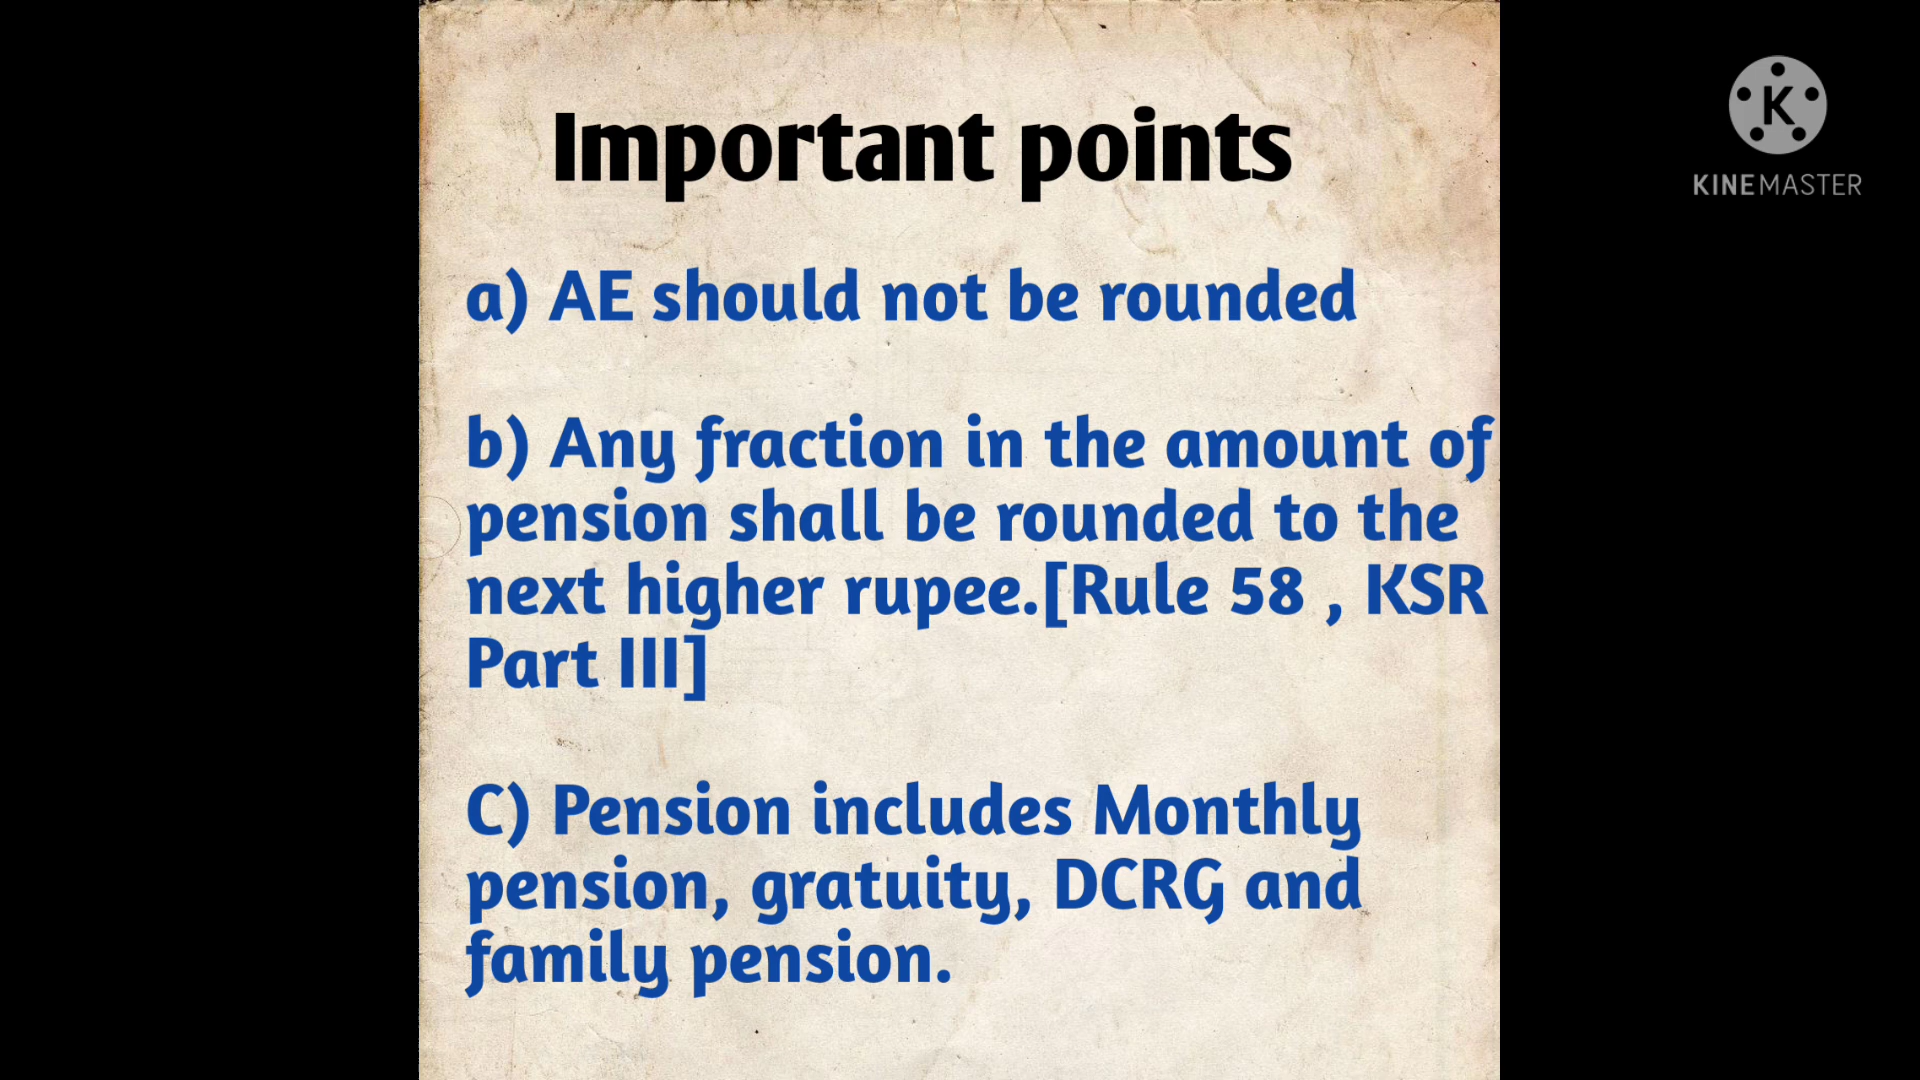 Important points
K
KINEMASTER
a) AE should not be rounded
b) Any fraction in the amount of
pension shall be rounded to the
next higher rupee.[Rule 58 , KSR
Part III]
C) Pension includes Monthly
pension, gratuity, DCRG and
family pension.